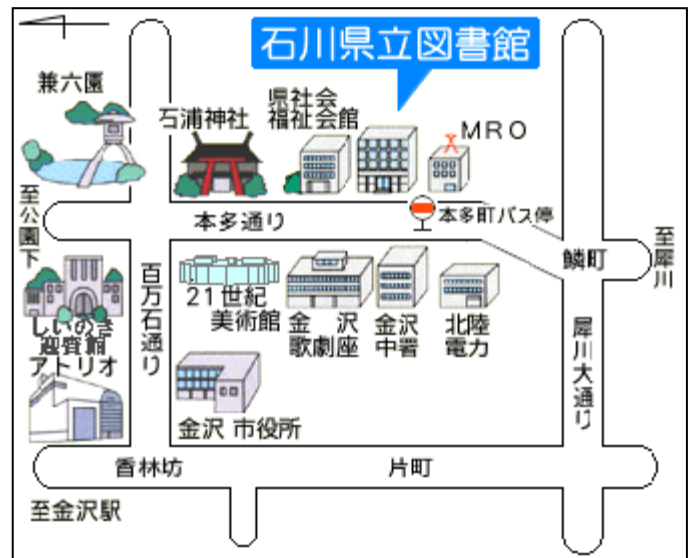 石川県立図書館
兼六園
石浦神社
県社会
福祉会館
MRO
至公園下
本多通り
本多町バス停
至犀川
鱗町
百万石通り
21世紀
美術館
金沢
歌劇座
金沢
中署
北陸
電力
しいのき
迎賓館
アトリオ
金沢 市役所
犀川大通り
香林坊
片町
至金沢駅